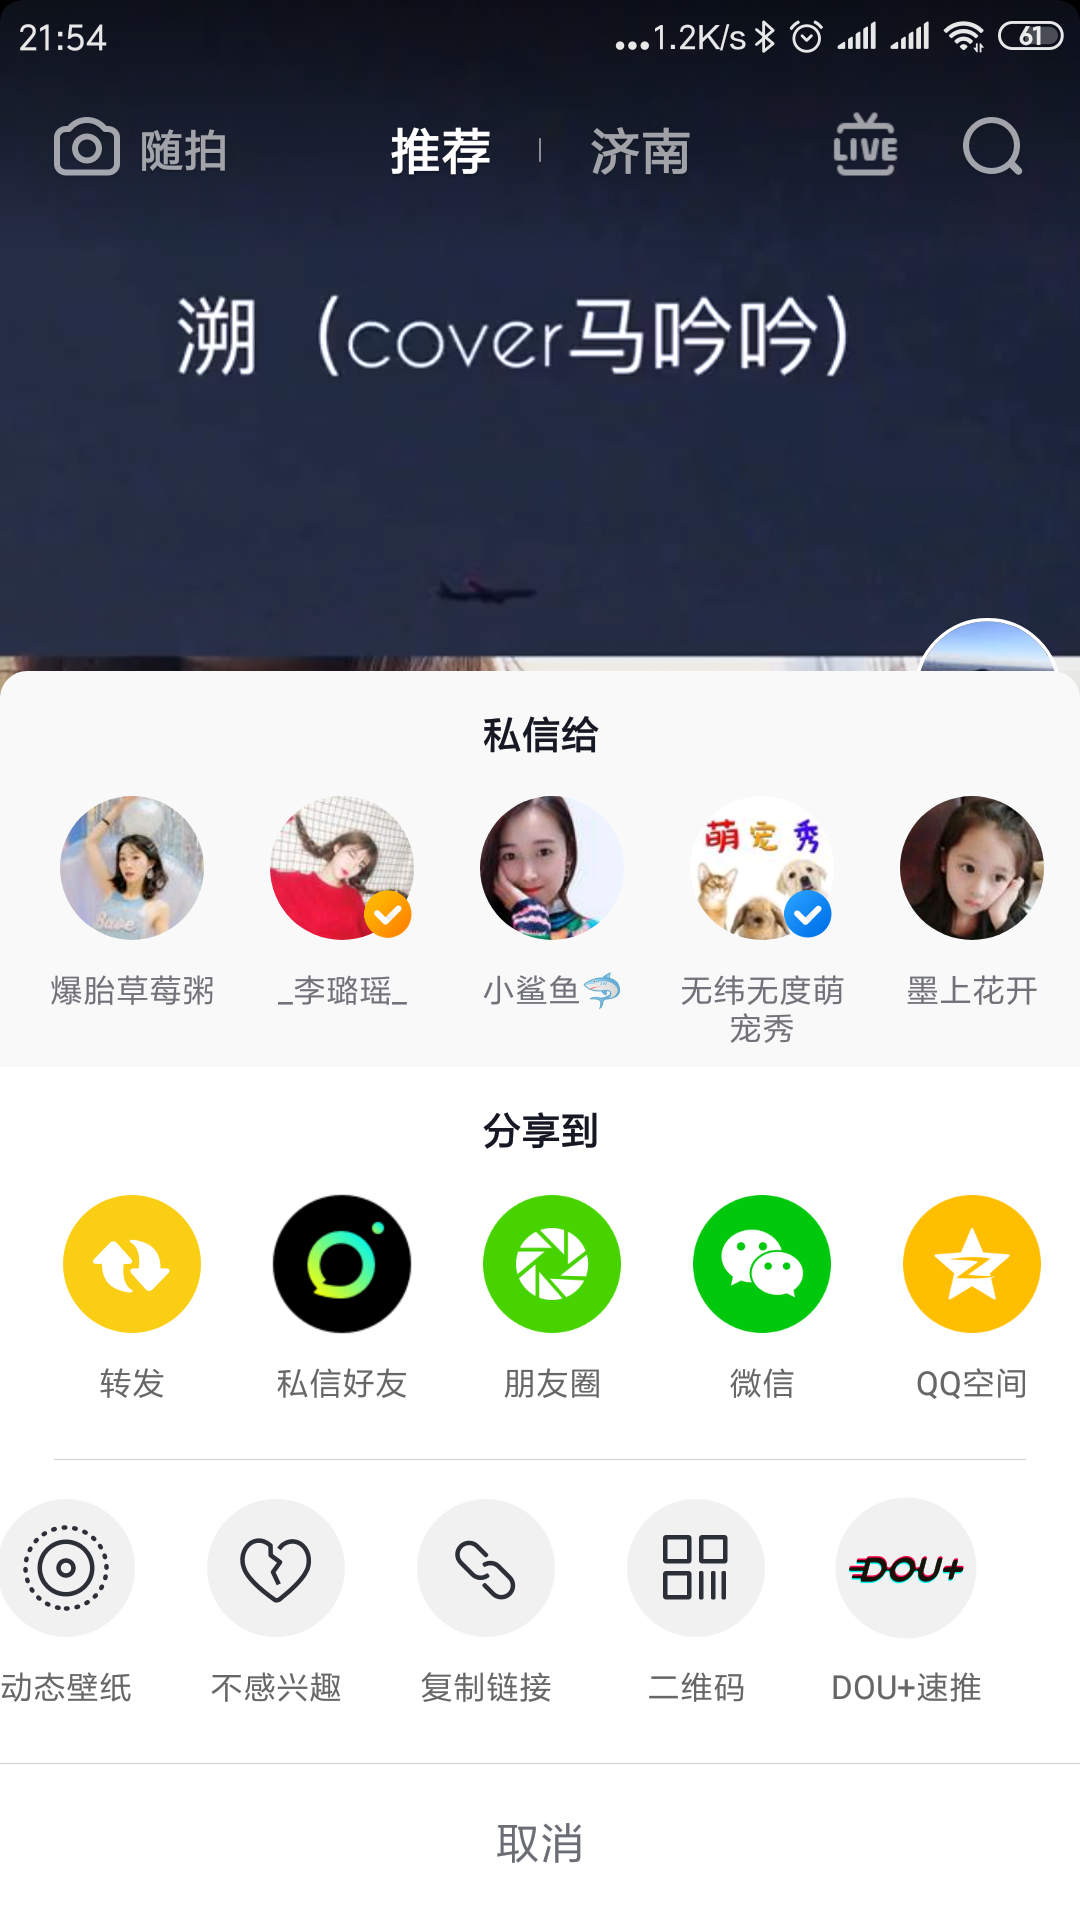 21:54 ...1.2K/s 61
随拍 推荐 济南 LIVE
溯（cover马吟吟）
私信给
Babe 萌宠秀
爆胎草莓粥 _李璐瑶_ 小鲨鱼🦈 无纬无度萌宠秀 墨上花开
分享到
转发 私信好友 朋友圈 微信 QQ空间
DOU+
动态壁纸 不感兴趣 复制链接 二维码 DOU+速推
取消